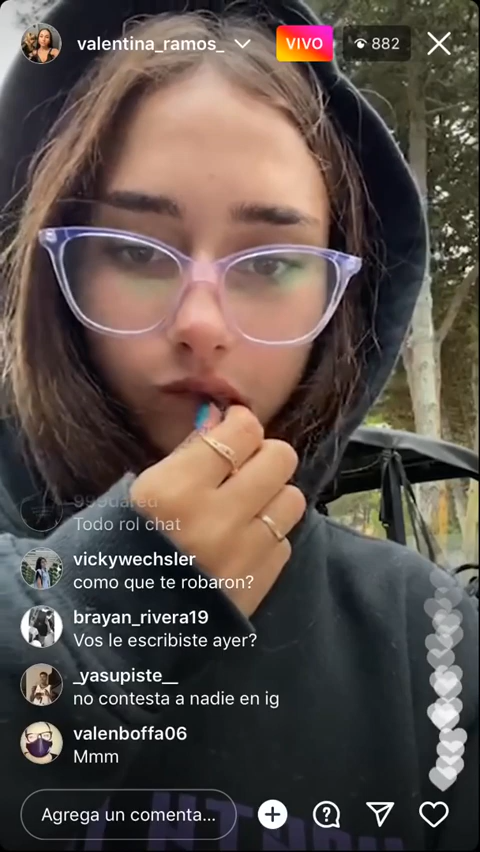 valentina_ramos_
VIVO
882
999dared
Todo rol chat
vickywechsler
como que te robaron?
brayan_rivera19
Vos le escribiste ayer?
_yasupiste__
no contesta a nadie en ig
valenboffa06
Mmm
Agrega un comenta...